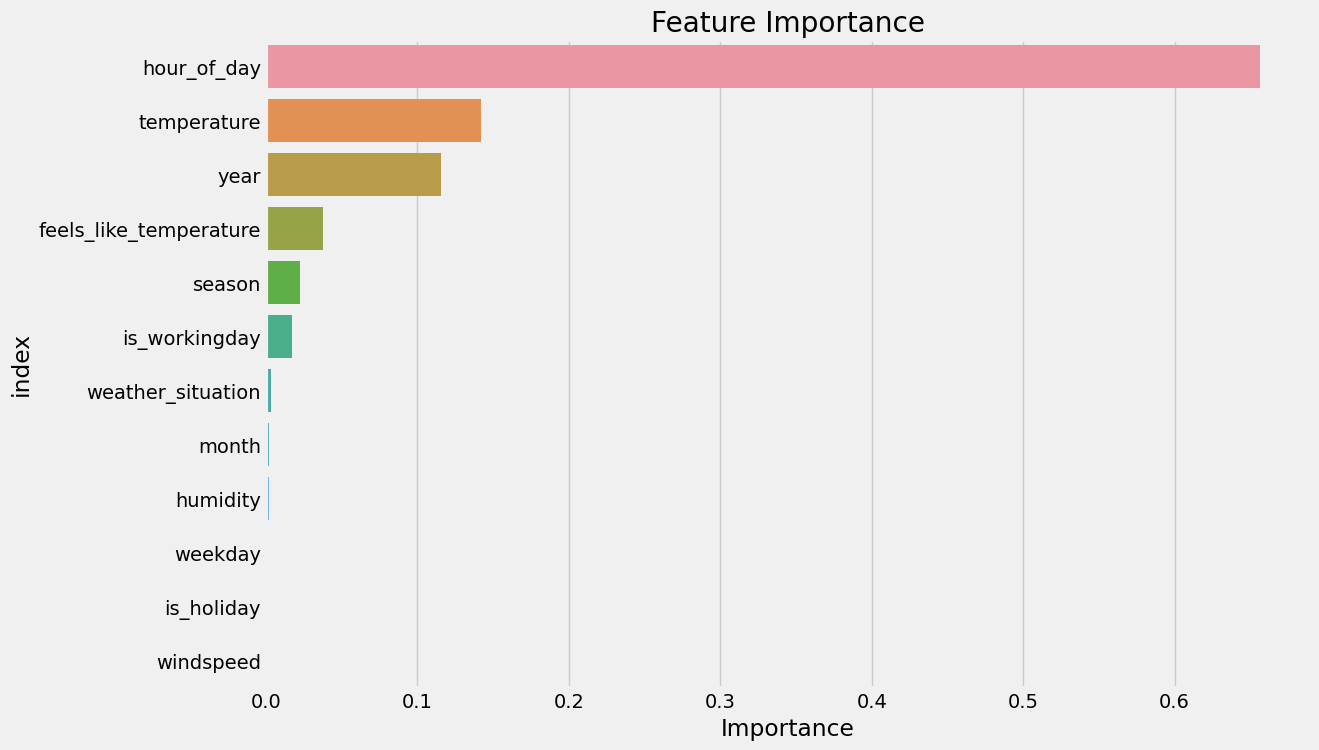 Feature Importance
hour_of_day
temperature
year
feels_like_temperature
season
is_workingday
weather_situation
month
humidity
weekday
is_holiday
windspeed
index
0.0 0.1 0.2 0.3 0.4 0.5 0.6
Importance